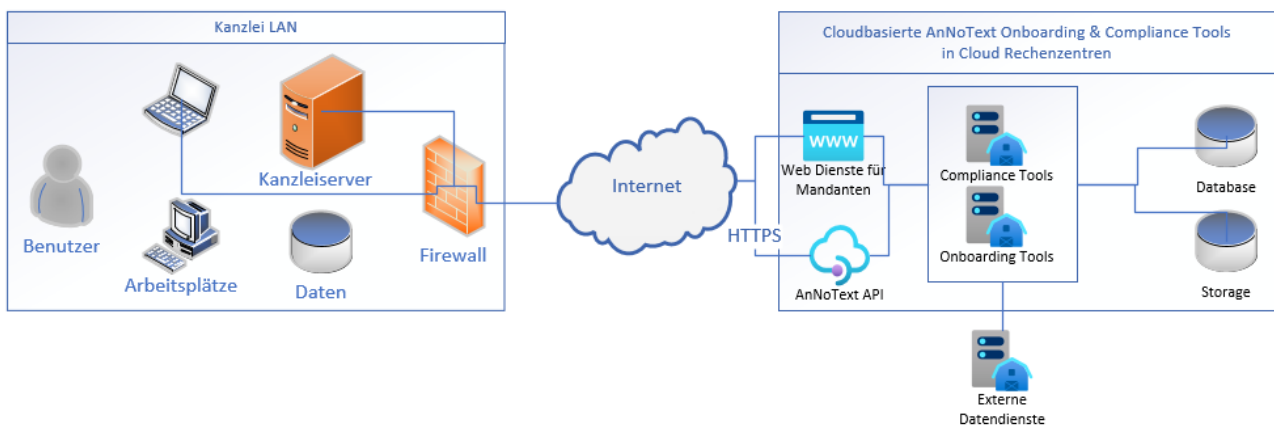 Kanzlei LAN
Kanzleiserver
Benutzer
Arbeitsplätze
Daten
Firewall
Internet
HTTPS
Cloudbasierte AnNoText Onboarding & Compliance Tools
in Cloud Rechenzentren
WWW
Web Dienste für
Mandanten
AnNoText API
Compliance Tools
Onboarding Tools
Database
Storage
Externe
Datendienste